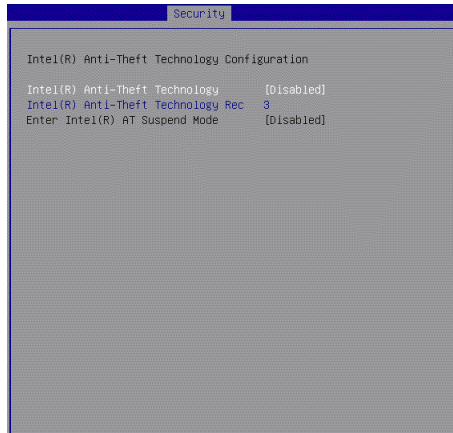 Security
Intel(R) Anti-Theft Technology Configuration
Intel(R) Anti-Theft Technology [Disabled]
Intel(R) Anti-Theft Technology Rec 3
Enter Intel(R) AT Suspend Mode [Disabled]